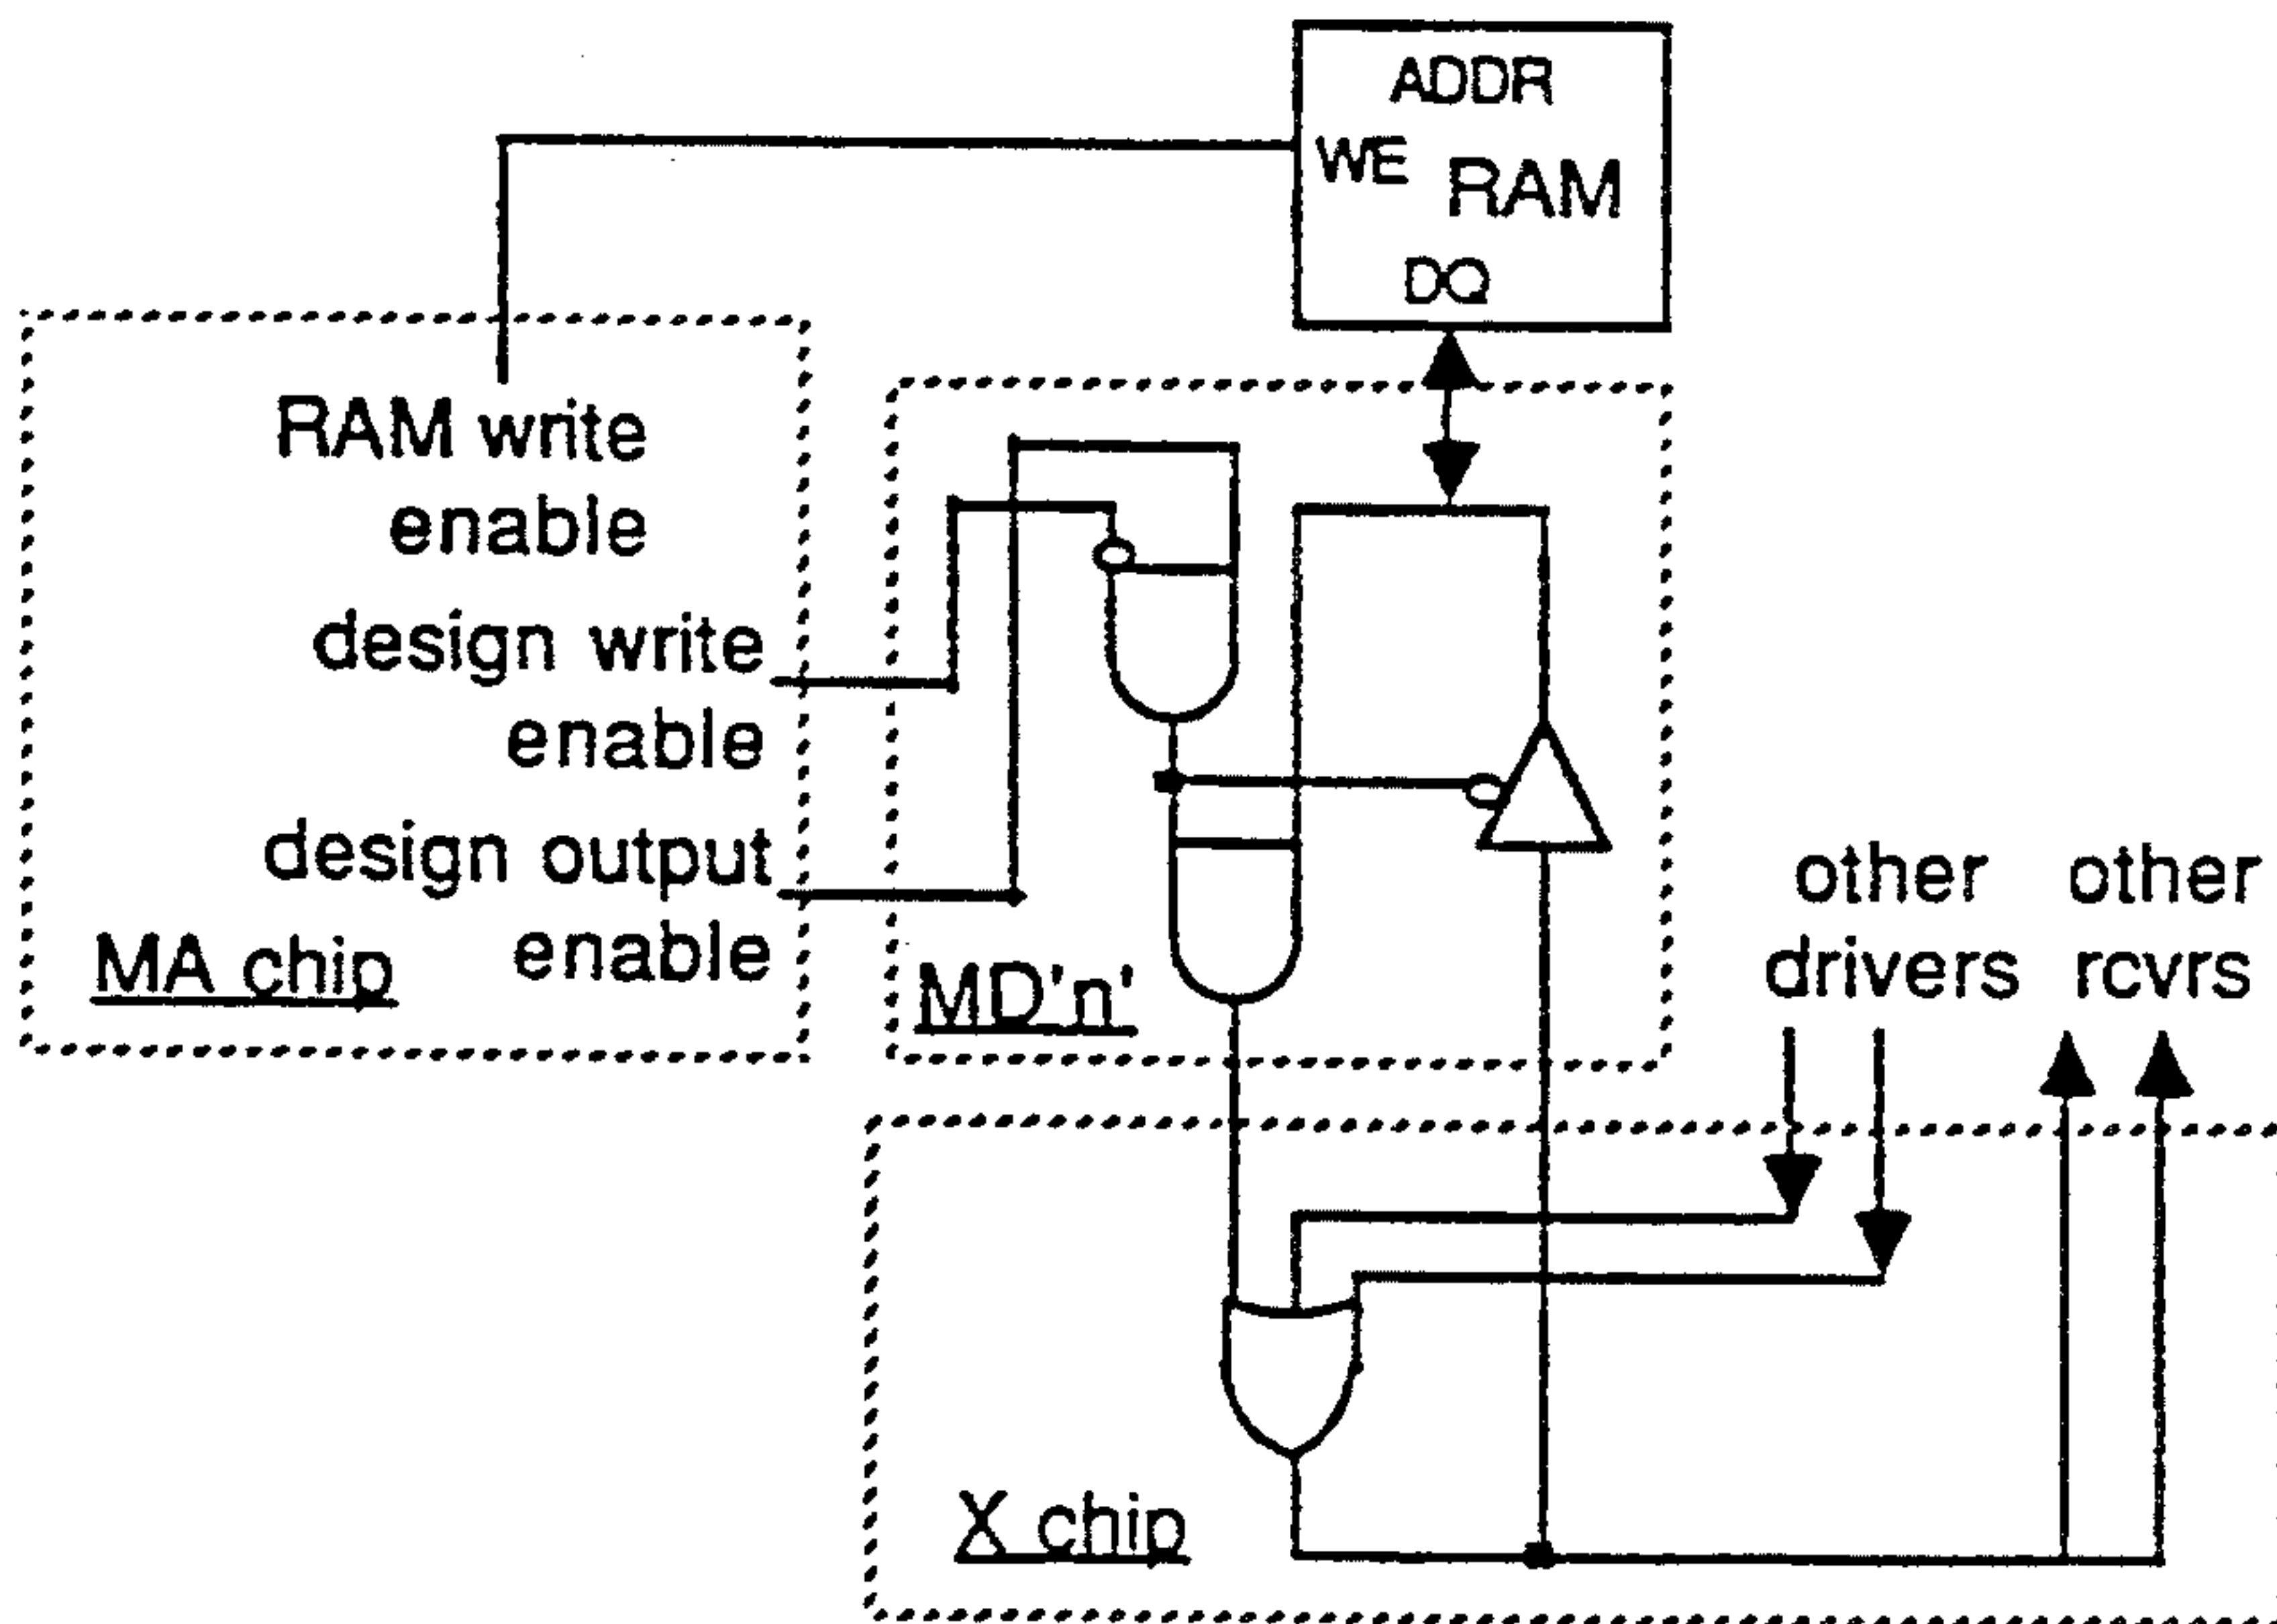 ADDR
WE
RAM
DQ
RAM write
enable
design write
enable
design output
enable
MA chip
MD'n'
other other
drivers rcvrs
X chip